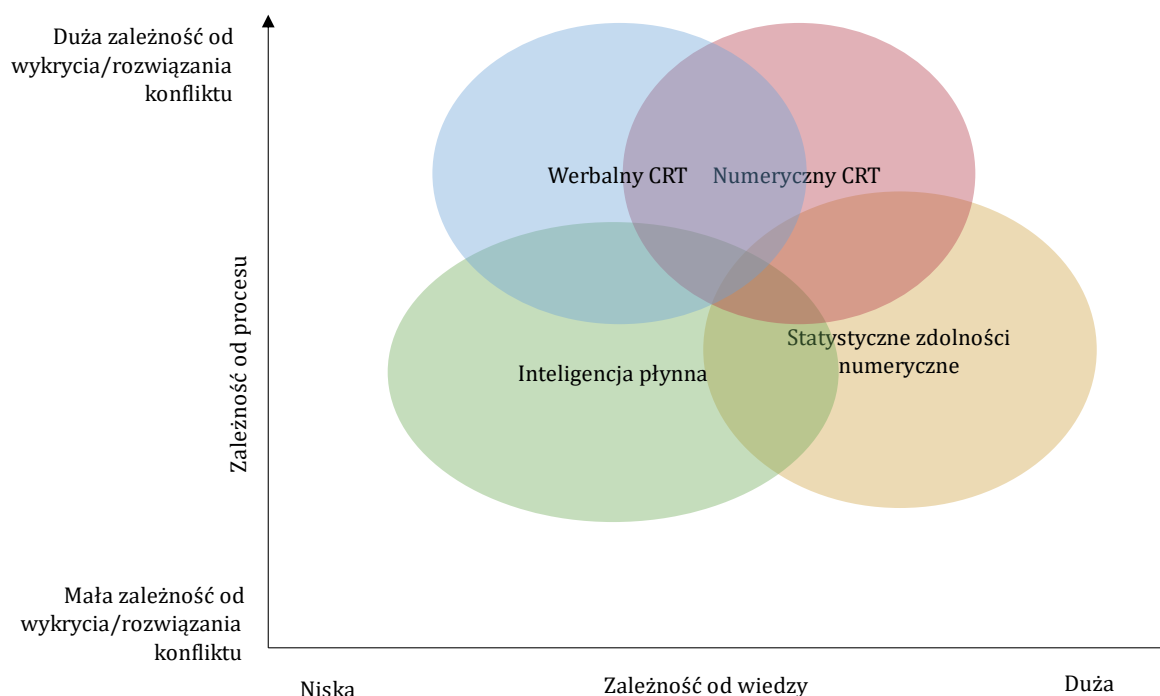 Duża zależność od
wykrycia/rozwiązania
konfliktu
Werbalny CRT
Numeryczny CRT
Zależność od procesu
Statystyczne zdolności
numeryczne
Inteligencja płynna
Mała zależność od
wykrycia/rozwiązania
konfliktu
Niska
Zależność od wiedzy
Duża